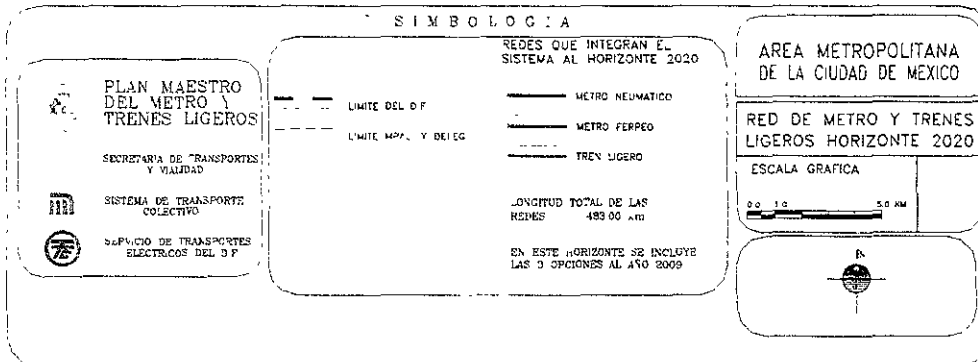 SIMBOLOGIA
PLAN MAESTRO
DEL METRO Y
TRENES LIGEROS
SECRETARIA DE TRANSPORTES
Y VIALIDAD
SISTEMA DE TRANSPORTE
COLECTIVO
SERVICIO DE TRANSPORTES
ELECTRICOS DEL D F
LIMITE DEL D F
LIMITE MPAL Y DELEG
REDES QUE INTEGRAN EL
SISTEMA AL HORIZONTE 2020
METRO NEUMATICO
METRO FERREO
TREN LIGERO
LONGITUD TOTAL DE LAS
REDES 483 00 km
EN ESTE HORIZONTE SE INCLUYE
LAS 3 OPCIONES AL AÑO 2009
AREA METROPOLITANA
DE LA CIUDAD DE MEXICO
RED DE METRO Y TRENES
LIGEROS HORIZONTE 2020
ESCALA GRAFICA
0 0 1 0 5.0 KM
N